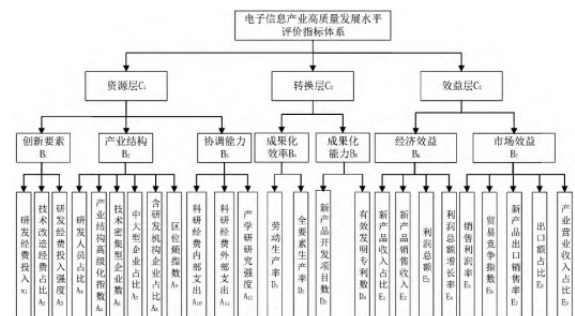 电子信息产业高质量发展水平
评价指标体系
资源层C₁
转换层C₂
效益层C₃
创新要素
B₁
产业结构
B₂
协调能力
B₃
成果化
效率B₄
成果化
能力B₅
经济效益
B₆
市场效益
B₇
研发经费投入
技术改造经费占比A₂
研发经费投入强度A₃
研发人员占比A₄
产业结构高级化指数A₅
技术密集型企业数A₆
中大型企业占比A₇
含研发机构企业占比A₈
区位熵指数A₉
科研经费内部支出A₁₀
科研经费外部支出A₁₁
产学研研究强度A₁₂
劳动生产率D₁
全要素生产率D₂
新产品开发项目数D₃
有效发明专利数
新产品收入占比E₁
新产品销售收入E₂
利润总额E₃
利润总额增长率E₄
销售利润率E₅
贸易竞争指数E₆
新产品出口销售率E₇
出口额占比E₈
产业营业收入占比E₉